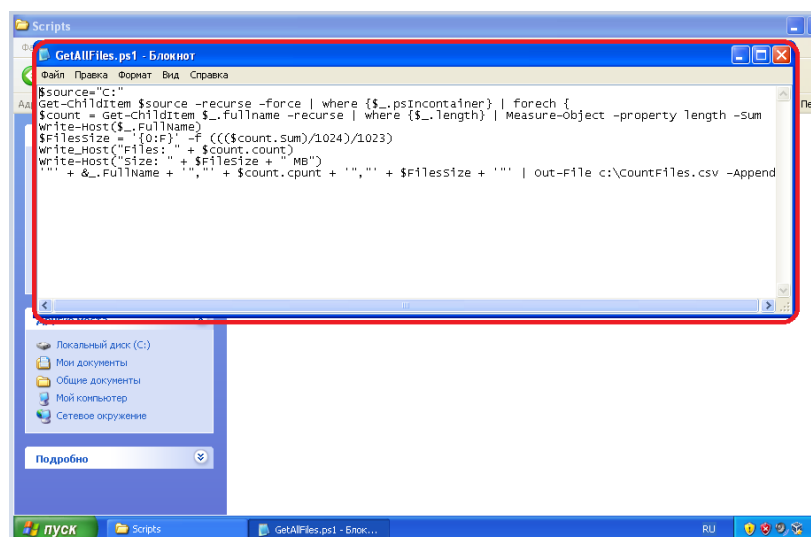 Scripts
GetAllFiles.ps1 - Блокнот
Файл Правка Формат Вид Справка
$source="C:"
Get-ChildItem $source -recurse -force | where {$_.psIncontainer} | forech {
$count = Get-ChildItem $_.fullname -recurse | where {$_.length} | Measure-Object -property length -Sum
Write-Host($_.FullName)
$FilesSize = '{0:F}' -f ((($count.Sum)/1024)/1023)
Write_Host("Files: " + $count.count)
Write-Host("Size: " + $FileSize + " MB")
'"' + &_.FullName + '","' + $count.cpunt + '","' + $FilesSize + '"' | Out-File c:\CountFiles.csv -Append
Локальный диск (C:)
Мои документы
Общие документы
Мой компьютер
Сетевое окружение
Подробно
пуск
Scripts
GetAllFiles.ps1 - Блок...
RU